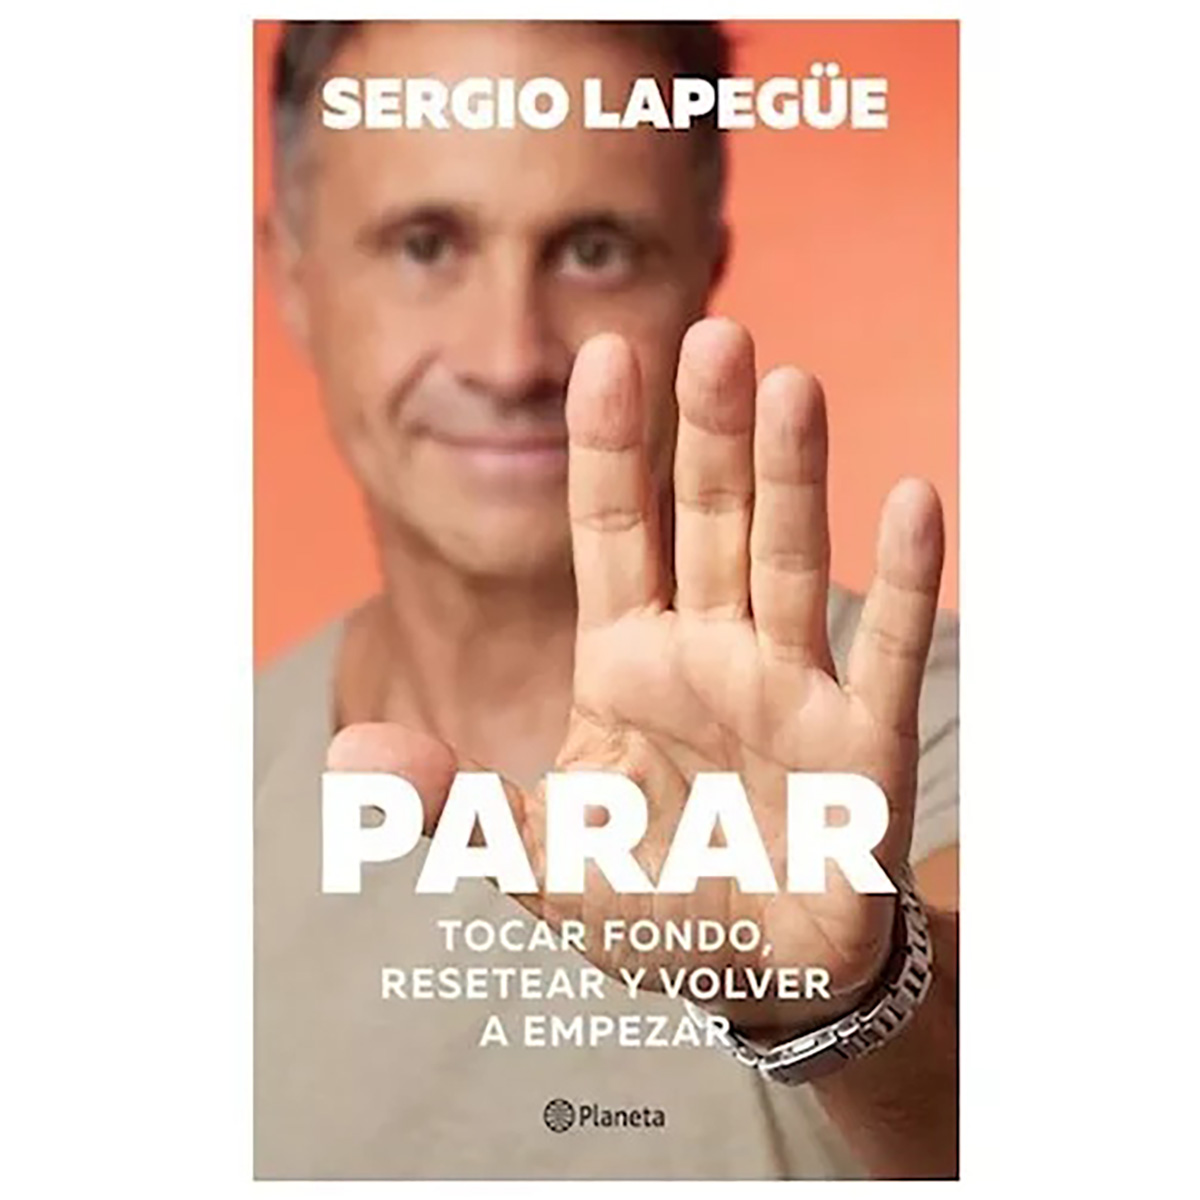 SERGIO LAPEGÜE
PARAR
TOCAR FONDO,
RESETEAR Y VOLVER
A EMPEZAR
Planeta